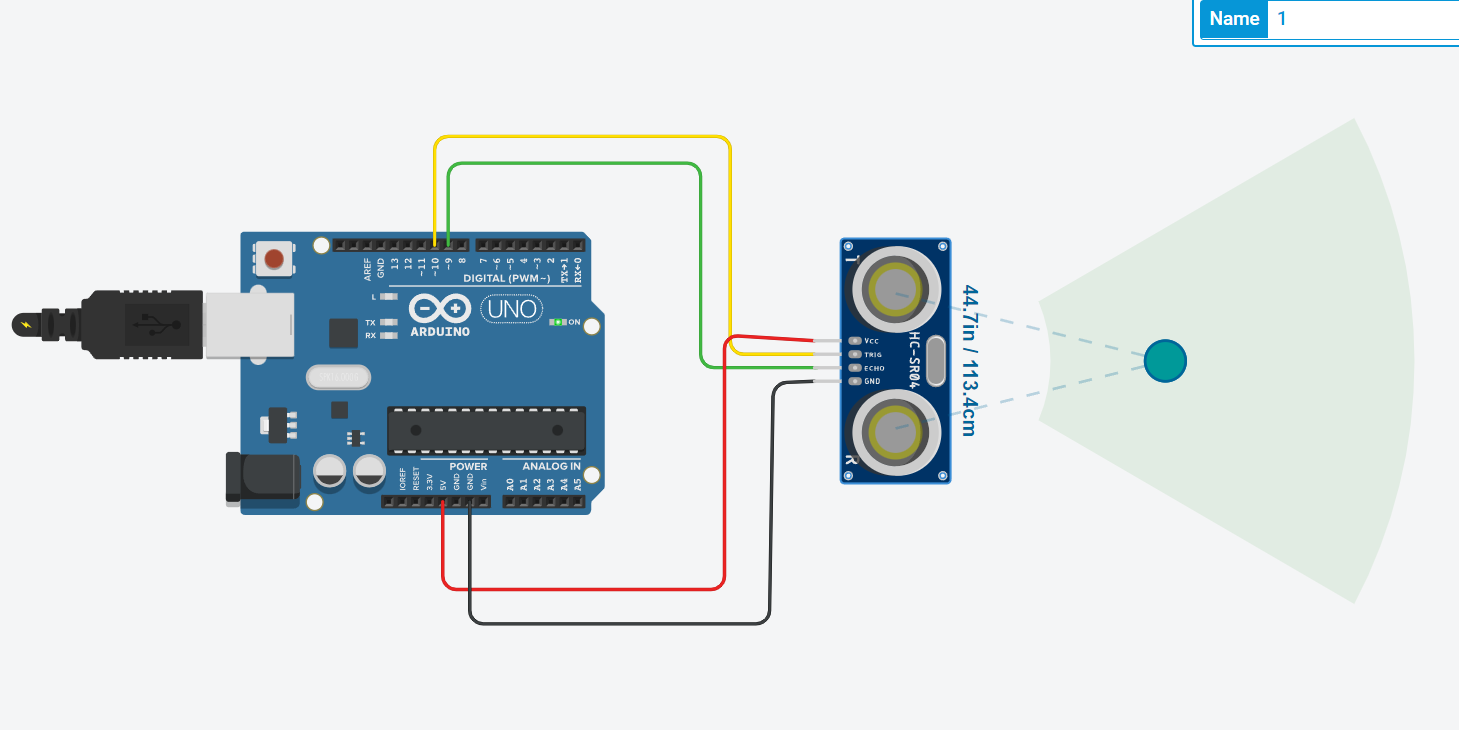 Name 1
AREF
GND
13
12
~11
~10
~9
8
7
~6
~5
4
~3
2
TX→1
RX←0
DIGITAL (PWM~)
L
TX
RX
ARDUINO
UNO
ON
T
HC-SR04
R
Vcc
TRIG
ECHO
GND
44.7in / 113.4cm
POWER
ANALOG IN
IOREF
RESET
3.3V
5V
GND
GND
Vin
A0
A1
A2
A3
A4
A5